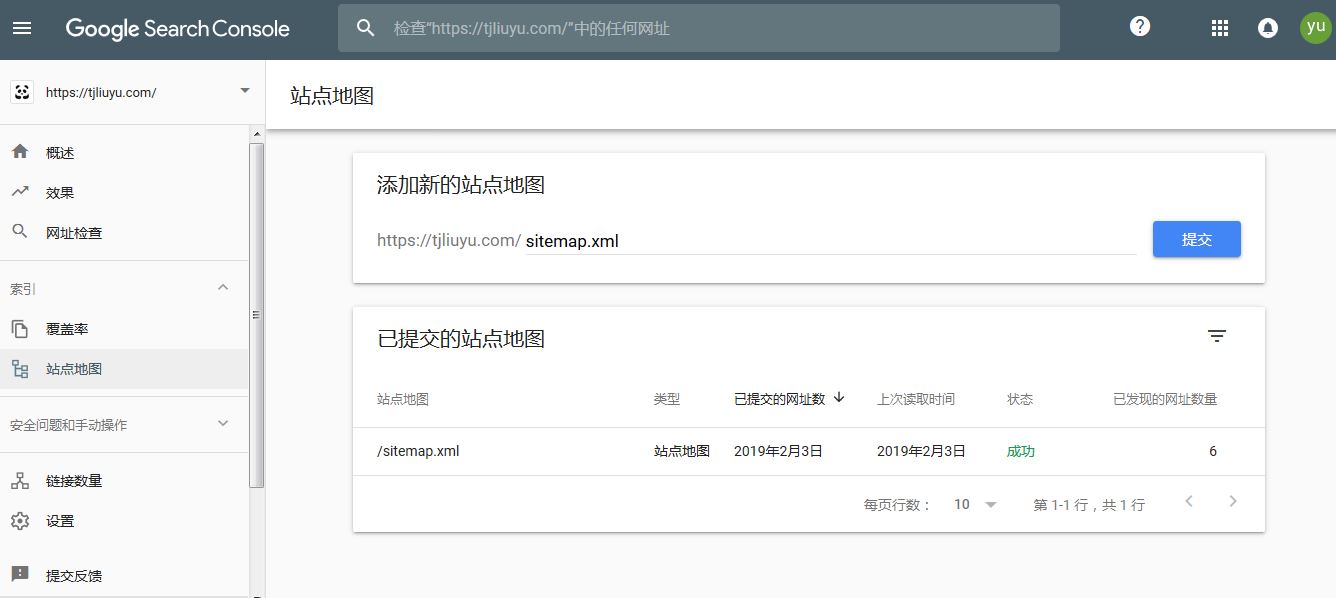 Google Search Console
检查“https://tjliuyu.com/”中的任何网址
?
yu
https://tjliuyu.com/
站点地图
概述
效果
网址检查
索引
覆盖率
站点地图
安全问题和手动操作
链接数量
设置
提交反馈
添加新的站点地图
https://tjliuyu.com/ sitemap.xml
提交
已提交的站点地图
站点地图 类型 已提交的网址数 上次读取时间 状态 已发现的网址数量
/sitemap.xml 站点地图 2019年2月3日 2019年2月3日 成功 6
每页行数： 10 第 1-1 行，共 1 行